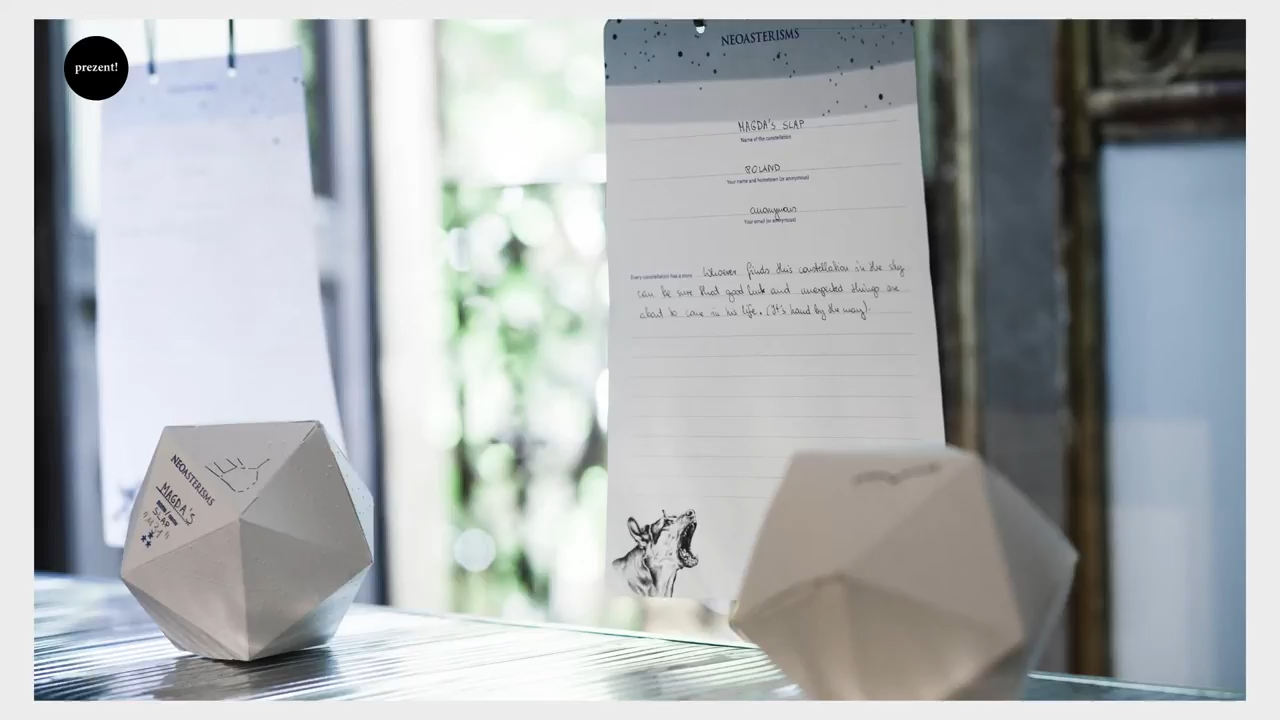 prezent!
NEOASTERISMS
MAGDA'S SLAP
Name of the constellation
ROLAND
Your name and hometown (or anonymous)
anonymous
Your email (or anonymous)
Every constellation has a story Whoever finds this constellation in the sky
can be sure that good luck and unexpected things are
about to come in his life. (It's hand by the way).
NEOASTERISMS
MAGDA'S
SLAP